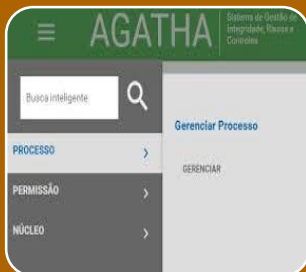 AGATHA
Sistema de Gestão de
Integridade, Riscos e
Controles
Busca inteligente
PROCESSO
PERMISSÃO
NÚCLEO
Gerenciar Processo
GERENCIAR